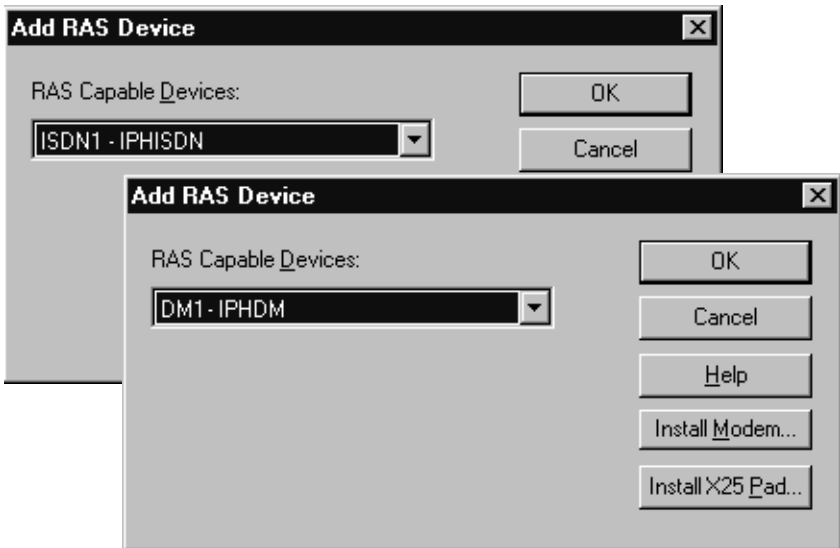 Add RAS Device
RAS Capable Devices:
OK
ISDN1 - IPHISDN
Cancel
Add RAS Device
RAS Capable Devices:
OK
DM1 - IPHDM
Cancel
Help
Install Modem...
Install X25 Pad...